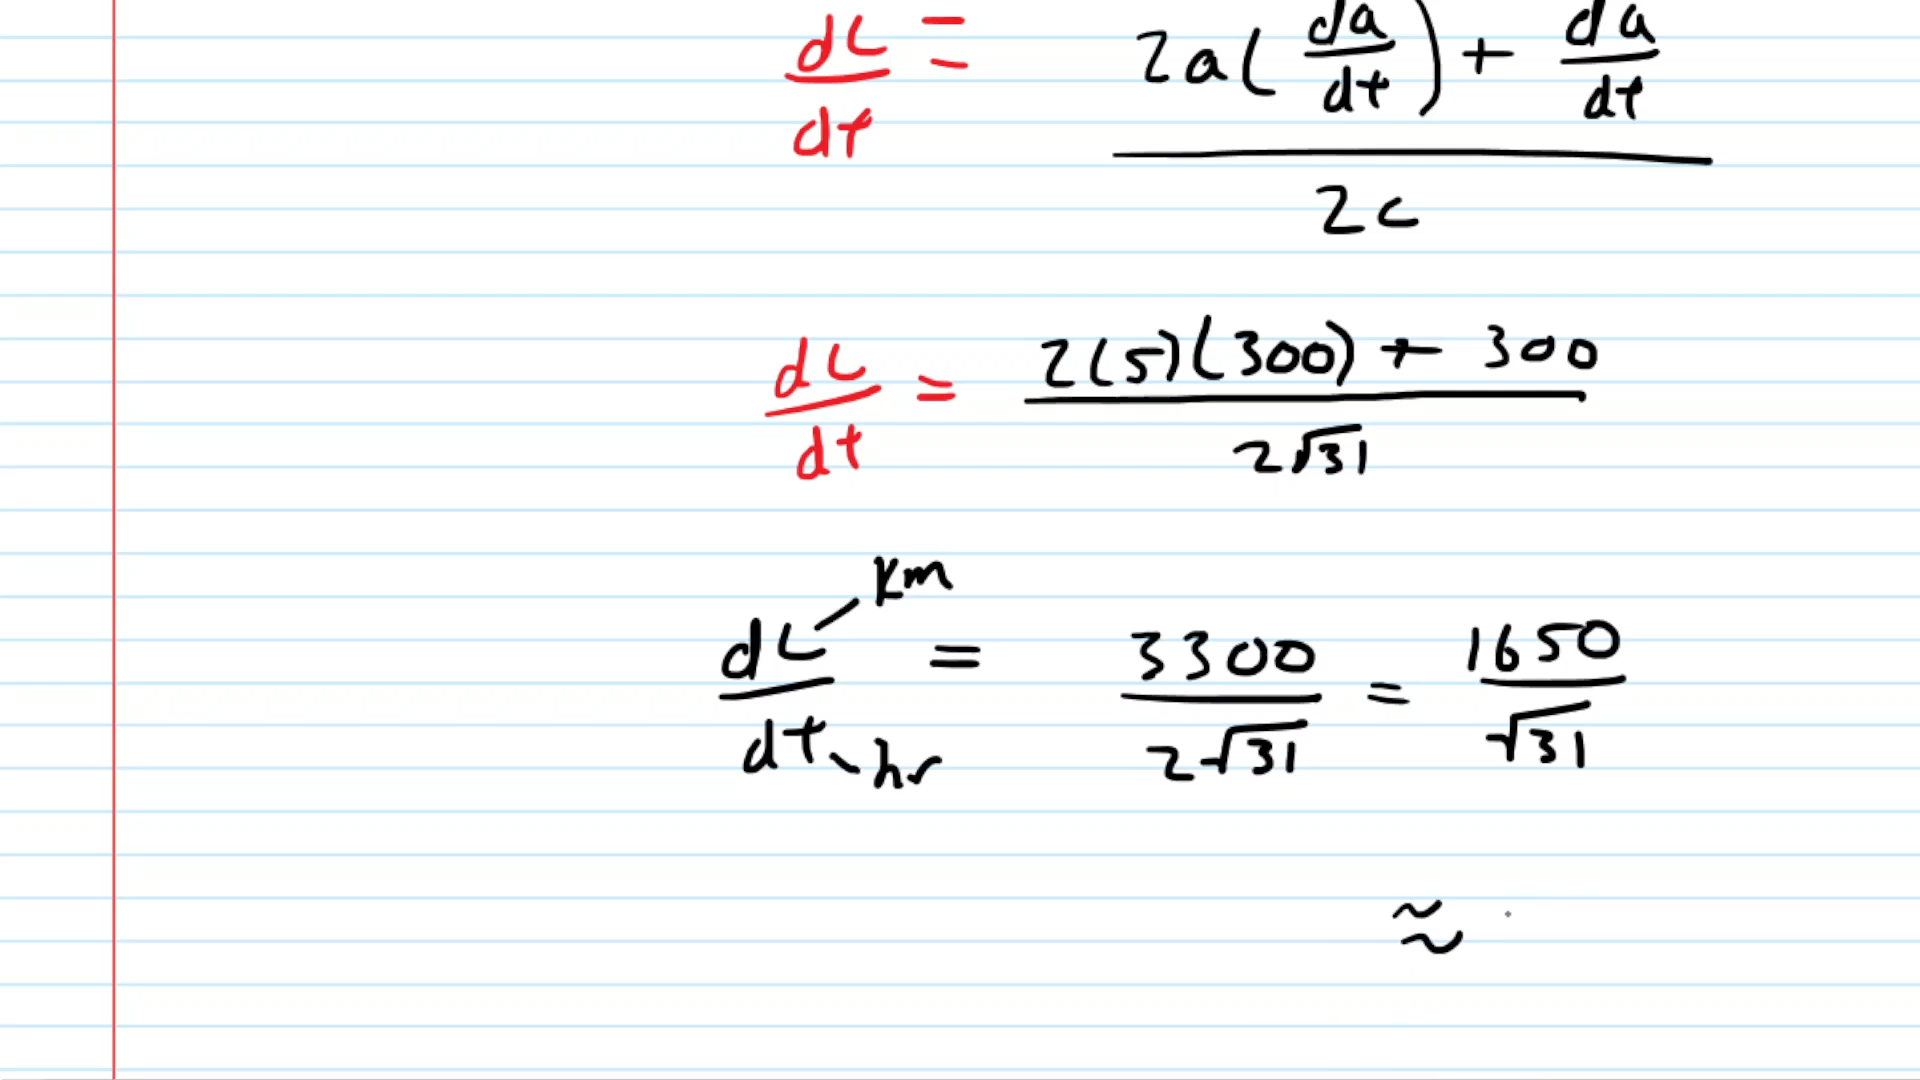 dc/dt = (2a(da/dt) + da/dt)/(2c)
dc/dt = (2(5)(300) + 300)/(2√31)
km
dc/dt = 3300/(2√31) = 1650/√31
hr
≈